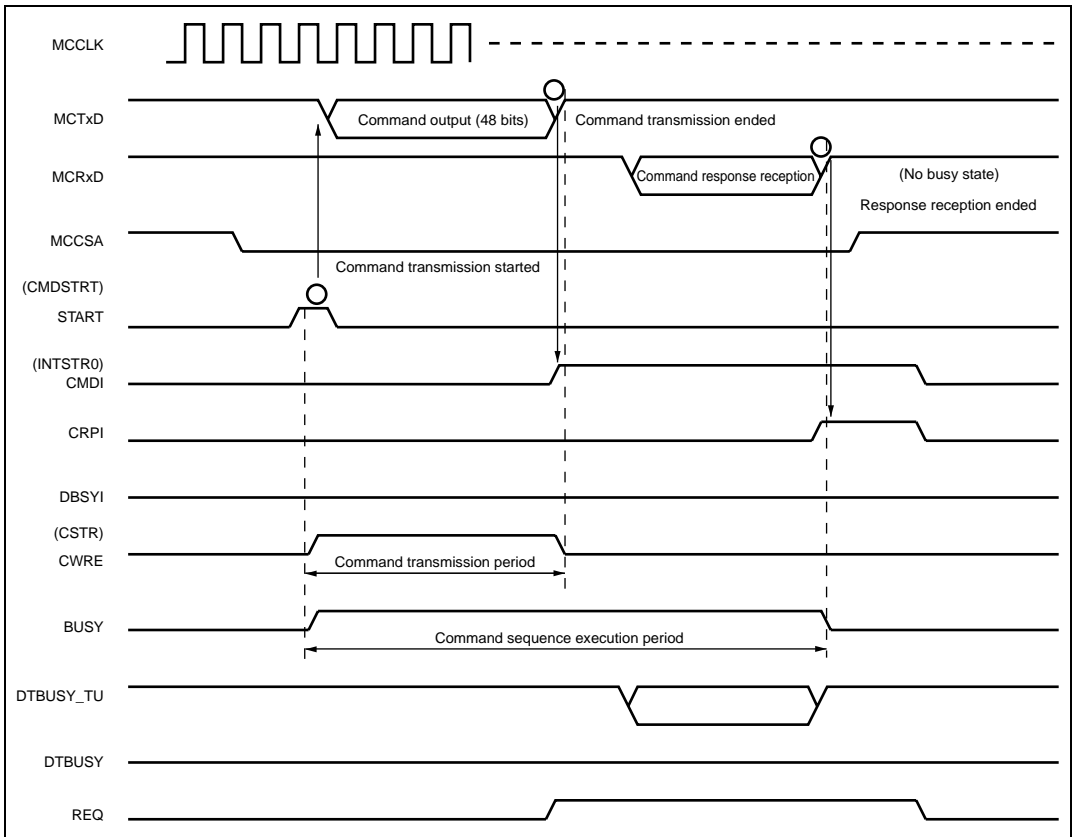 MCCLK
MCTxD
Command output (48 bits)
Command transmission ended
MCRxD
Command response reception
(No busy state)
Response reception ended
MCCSA
Command transmission started
(CMDSTRT)
START
(INTSTR0)
CMDI
CRPI
DBSYI
(CSTR)
CWRE
Command transmission period
BUSY
Command sequence execution period
DTBUSY_TU
DTBUSY
REQ